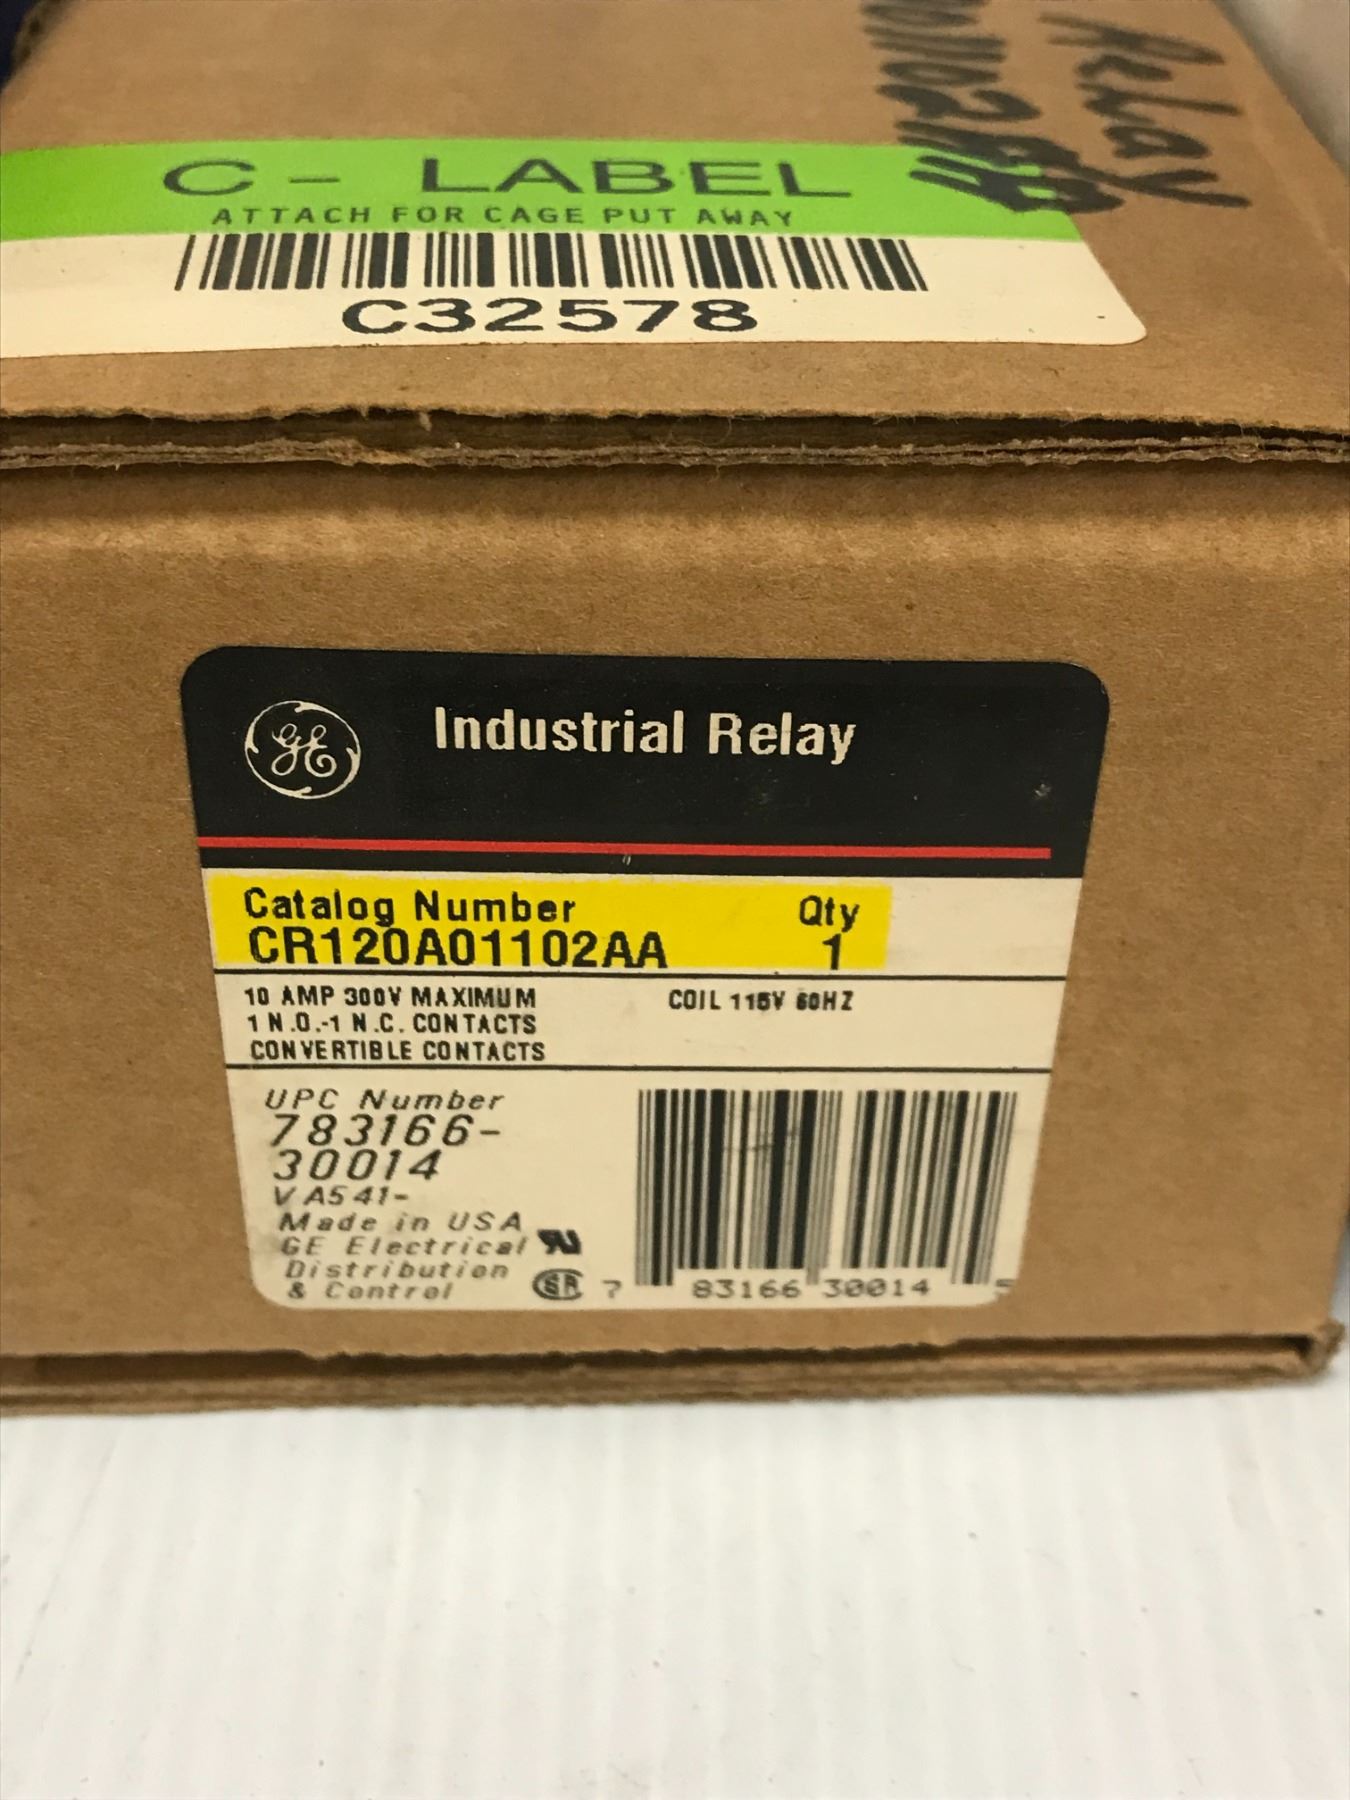 ReLay
C - LABEL
ATTACH FOR CAGE PUT AWAY
C32578
GE
Industrial Relay
Catalog Number Qty
CR120A01102AA 1
10 AMP 300V MAXIMUM COIL 115V 60HZ
1 N.O.-1 N.C. CONTACTS
CONVERTIBLE CONTACTS
UPC Number
783166-
30014
VA541-
Made in USA
GE Electrical
Distribution
& Control
7 83166 30014 5